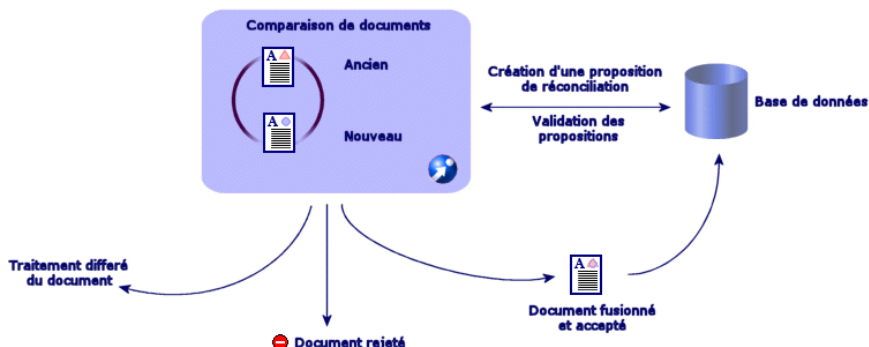 Comparaison de documents
A
Ancien
A
Nouveau
Création d'une proposition
de réconciliation
Validation des
propositions
Base de données
Traitement differé
du document
Document rejeté
A
Document fusionné
et accepté